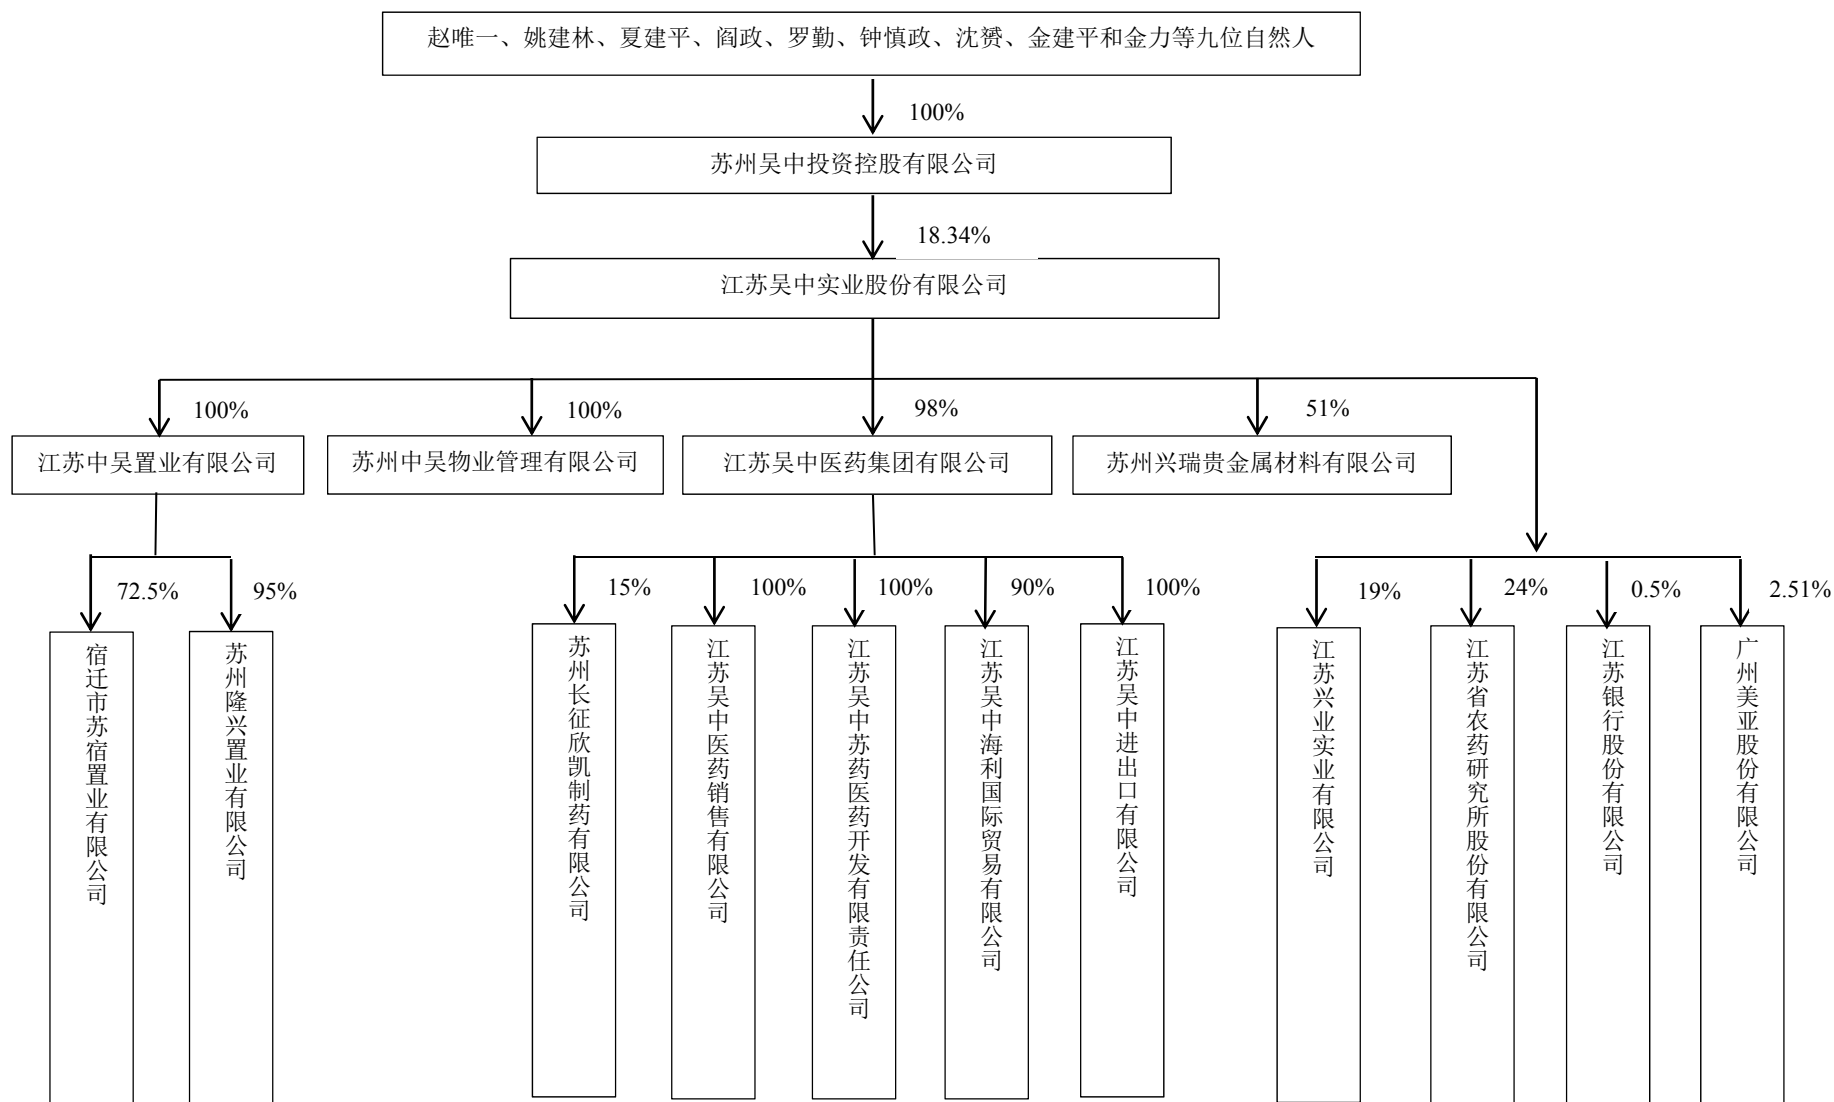 赵唯一、姚建林、夏建平、阎政、罗勤、钟慎政、沈赟、金建平和金力等九位自然人
100%
苏州吴中投资控股有限公司
18.34%
江苏吴中实业股份有限公司
100%
100%
98%
51%
江苏中吴置业有限公司
苏州中吴物业管理有限公司
江苏吴中医药集团有限公司
苏州兴瑞贵金属材料有限公司
72.5%
95%
15%
100%
100%
90%
100%
19%
24%
0.5%
2.51%
宿迁市苏宿置业有限公司
苏州隆兴置业有限公司
苏州长征欣凯制药有限公司
江苏吴中医药销售有限公司
江苏吴中苏药医药开发有限责任公司
江苏吴中海利国际贸易有限公司
江苏吴中进出口有限公司
江苏兴业实业有限公司
江苏省农药研究所股份有限公司
江苏银行股份有限公司
广州美亚股份有限公司